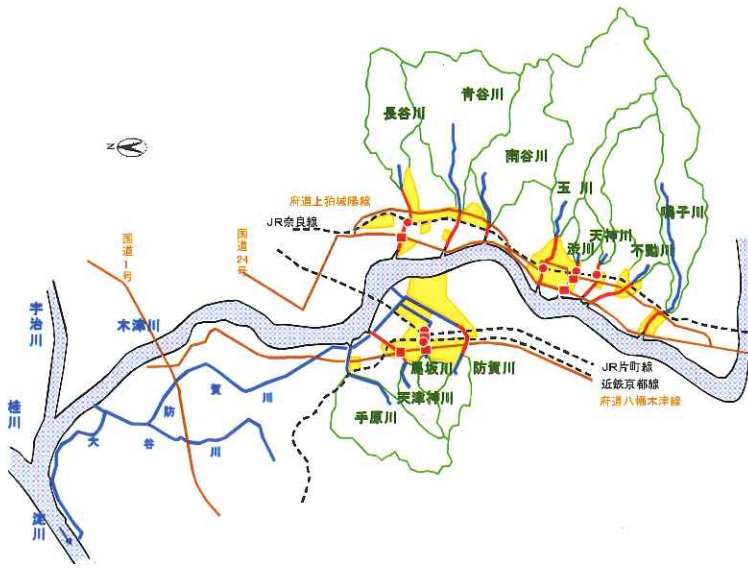 長谷川
青谷川
南谷川
玉川
鳴子川
天神川
渋川
不動川
N
府道上狛城陽線
JR奈良線
国道24号
国道1号
宇治川
木津川
桂川
淀川
防賀川
大谷川
馬坂川
防賀川
天津神川
手原川
JR片町線
近鉄京都線
府道八幡木津線